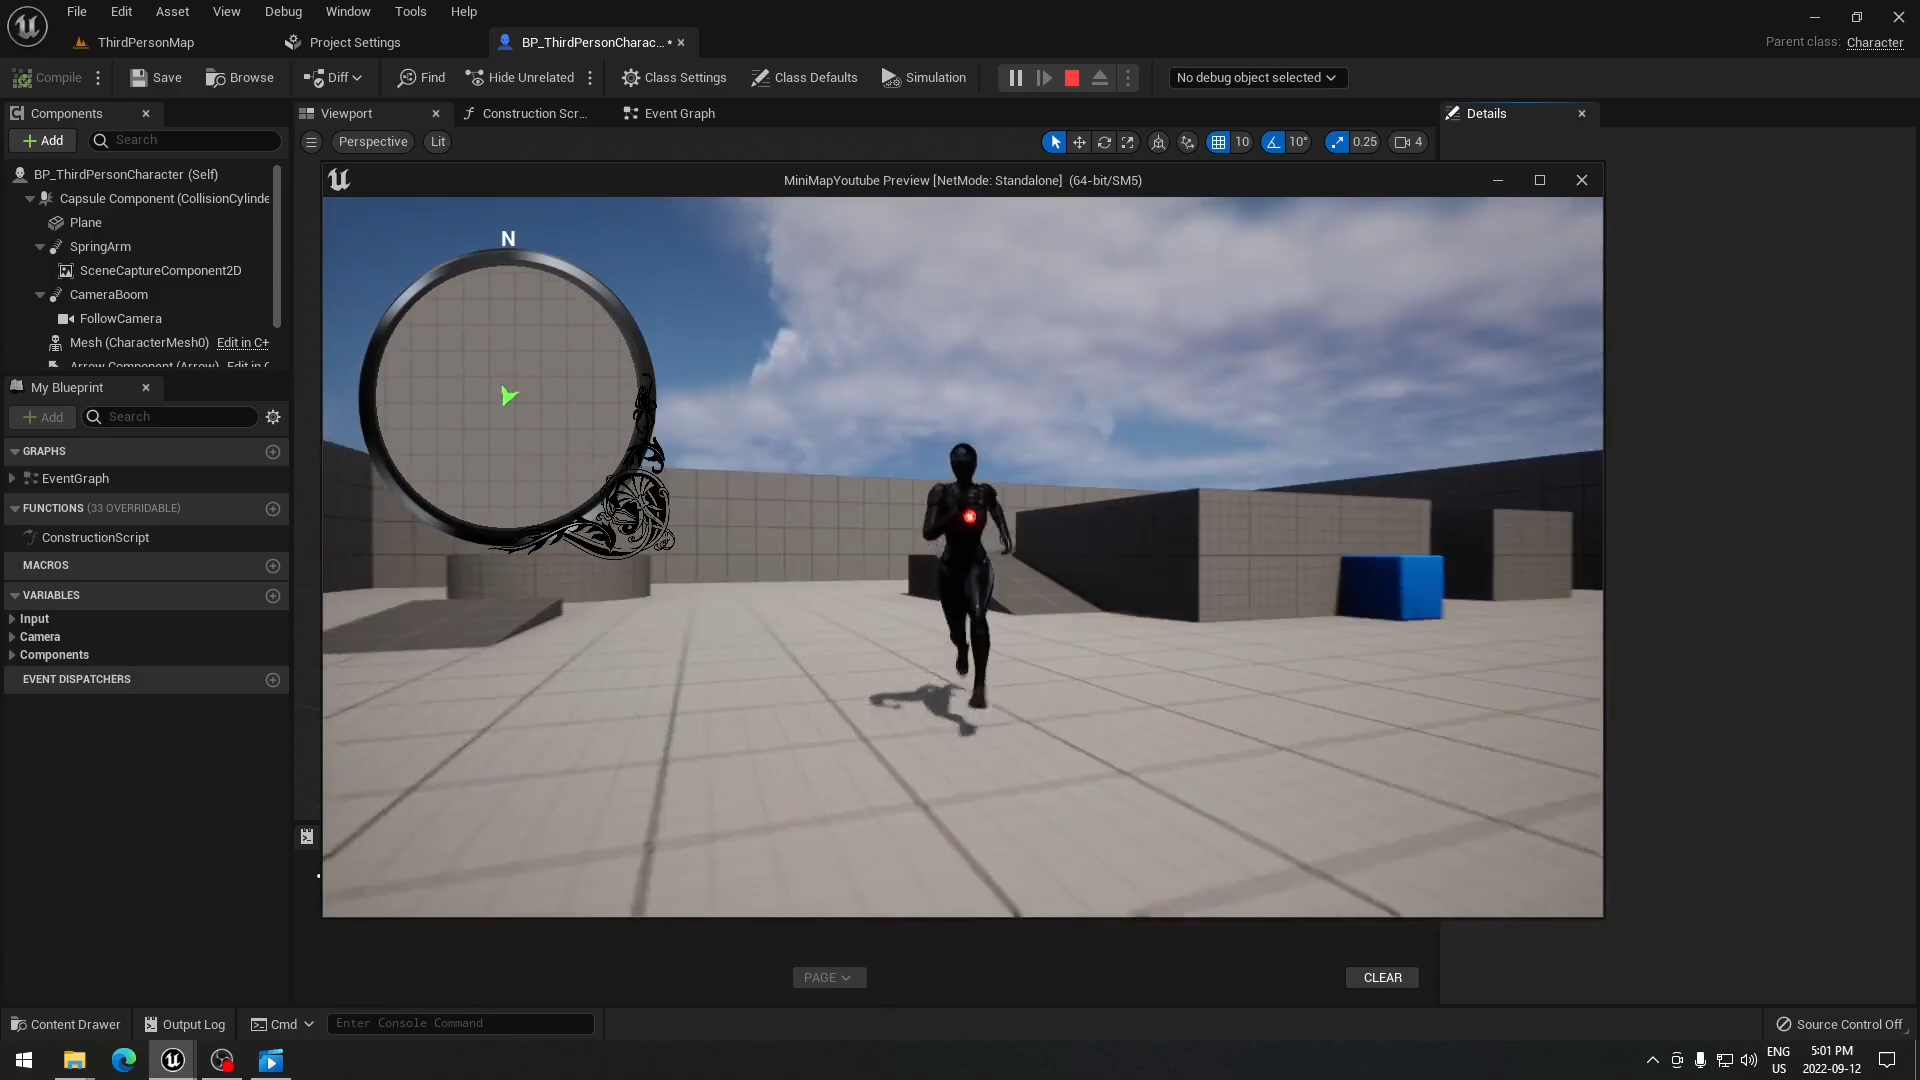 File Edit Asset View Debug Window Tools Help
ThirdPersonMap Project Settings BP_ThirdPersonCharac... •
Parent class: Character
Compile Save Browse Diff Find Hide Unrelated Class Settings Class Defaults Simulation No debug object selected
Components Viewport Construction Scr... Event Graph Details
Add Search Perspective Lit 10 10° 0.25 4
BP_ThirdPersonCharacter (Self)
Capsule Component (CollisionCylinde
Plane
SpringArm
SceneCaptureComponent2D
CameraBoom
FollowCamera
Mesh (CharacterMesh0) Edit in C+
Arrow Component (Arrow) Edit in C
MiniMapYoutube Preview [NetMode: Standalone] (64-bit/SM5)
N
My Blueprint
Add Search
GRAPHS
EventGraph
FUNCTIONS (33 OVERRIDABLE)
ConstructionScript
MACROS
VARIABLES
Input
Camera
Components
EVENT DISPATCHERS
PAGE CLEAR
Content Drawer Output Log Cmd Enter Console Command Source Control Off
ENG
US
5:01 PM
2022-09-12